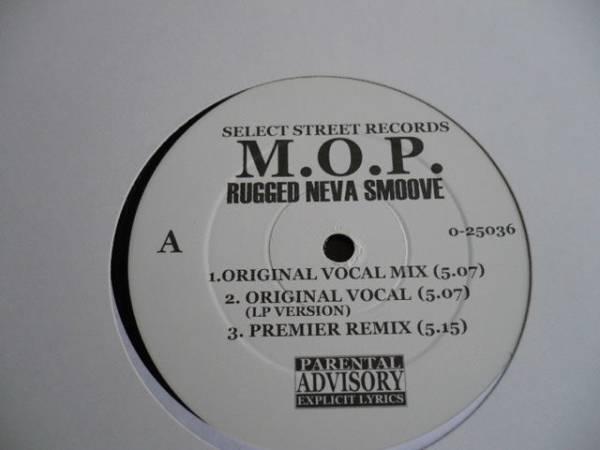 SELECT STREET RECORDS
M.O.P.
RUGGED NEVA SMOOVE
A
0-25036
1.ORIGINAL VOCAL MIX (5.07)
2. ORIGINAL VOCAL (5.07)
(LP VERSION)
3. PREMIER REMIX (5.15)
PARENTAL
ADVISORY
EXPLICIT LYRICS